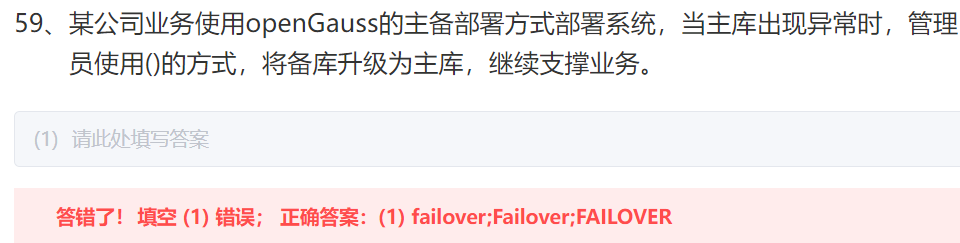 59、某公司业务使用openGauss的主备部署方式部署系统，当主库出现异常时，管理
员使用()的方式，将备库升级为主库，继续支撑业务。
(1) 请此处填写答案
答错了！填空 (1) 错误； 正确答案：(1) failover;Failover;FAILOVER